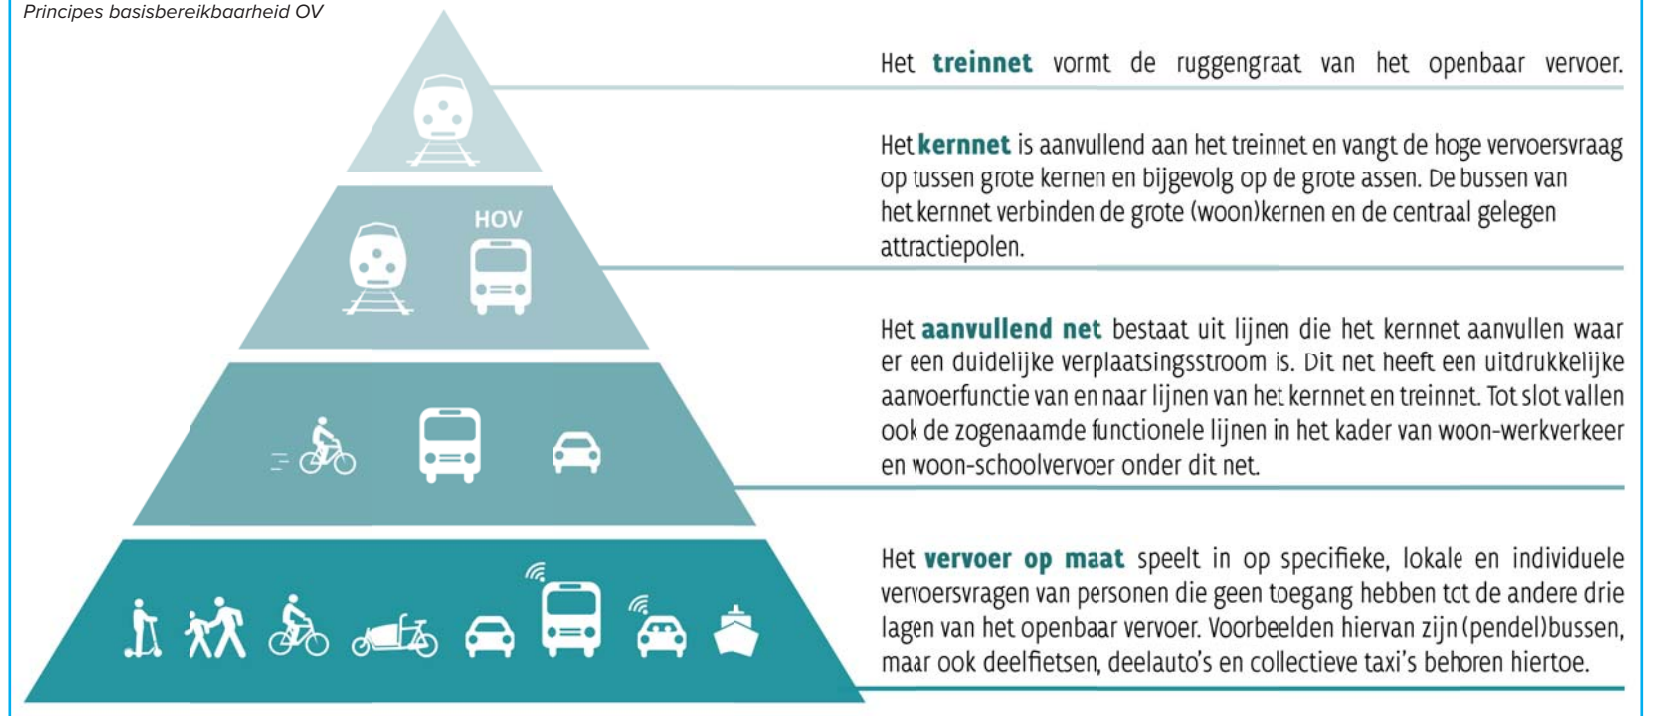 Principes basisbereikbaarheid OV
Het treinnet vormt de ruggengraat van het openbaar vervoer.
Het kernnet is aanvullend aan het treinnet en vangt de hoge vervoersvraag
op tussen grote kernen en bijgevolg op de grote assen. De bussen van
het kernnet verbinden de grote (woon)kernen en de centraal gelegen
attractiepolen.
HOV
Het aanvullend net bestaat uit lijnen die het kernnet aanvullen waar
er een duidelijke verplaatsingsstroom is. Dit net heeft een uitdrukkelijke
aanvoerfunctie van en naar lijnen van het kernnet en treinnet. Tot slot vallen
ook de zogenaamde functionele lijnen in het kader van woon-werkverkeer
en woon-schoolvervoer onder dit net.
Het vervoer op maat speelt in op specifieke, lokale en individuele
vervoersvragen van personen die geen toegang hebben tot de andere drie
lagen van het openbaar vervoer. Voorbeelden hiervan zijn (pendel)bussen,
maar ook deelfietsen, deelauto's en collectieve taxi's behoren hiertoe.